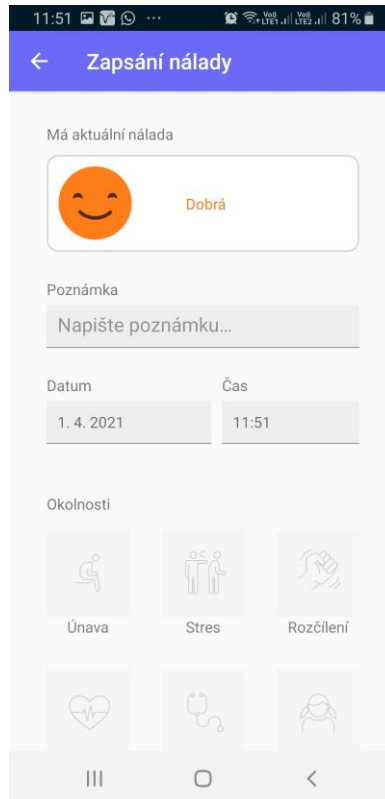 11:51 81%
Zapsání nálady
Má aktuální nálada
Dobrá
Poznámka
Napište poznámku...
Datum Čas
1. 4. 2021 11:51
Okolnosti
Únava Stres Rozčílení